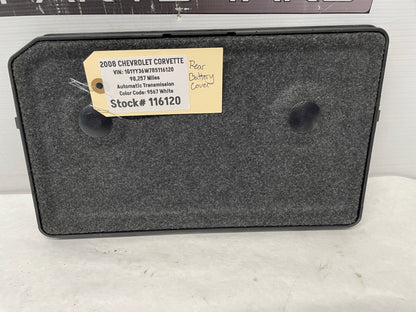 2008 CHEVROLET CORVETTE
VIN: 1G1YY36W785116120
98,257 Miles
Automatic Transmission
Color Code: 9567 White
Stock# 116120
Rear
Battery
Cover